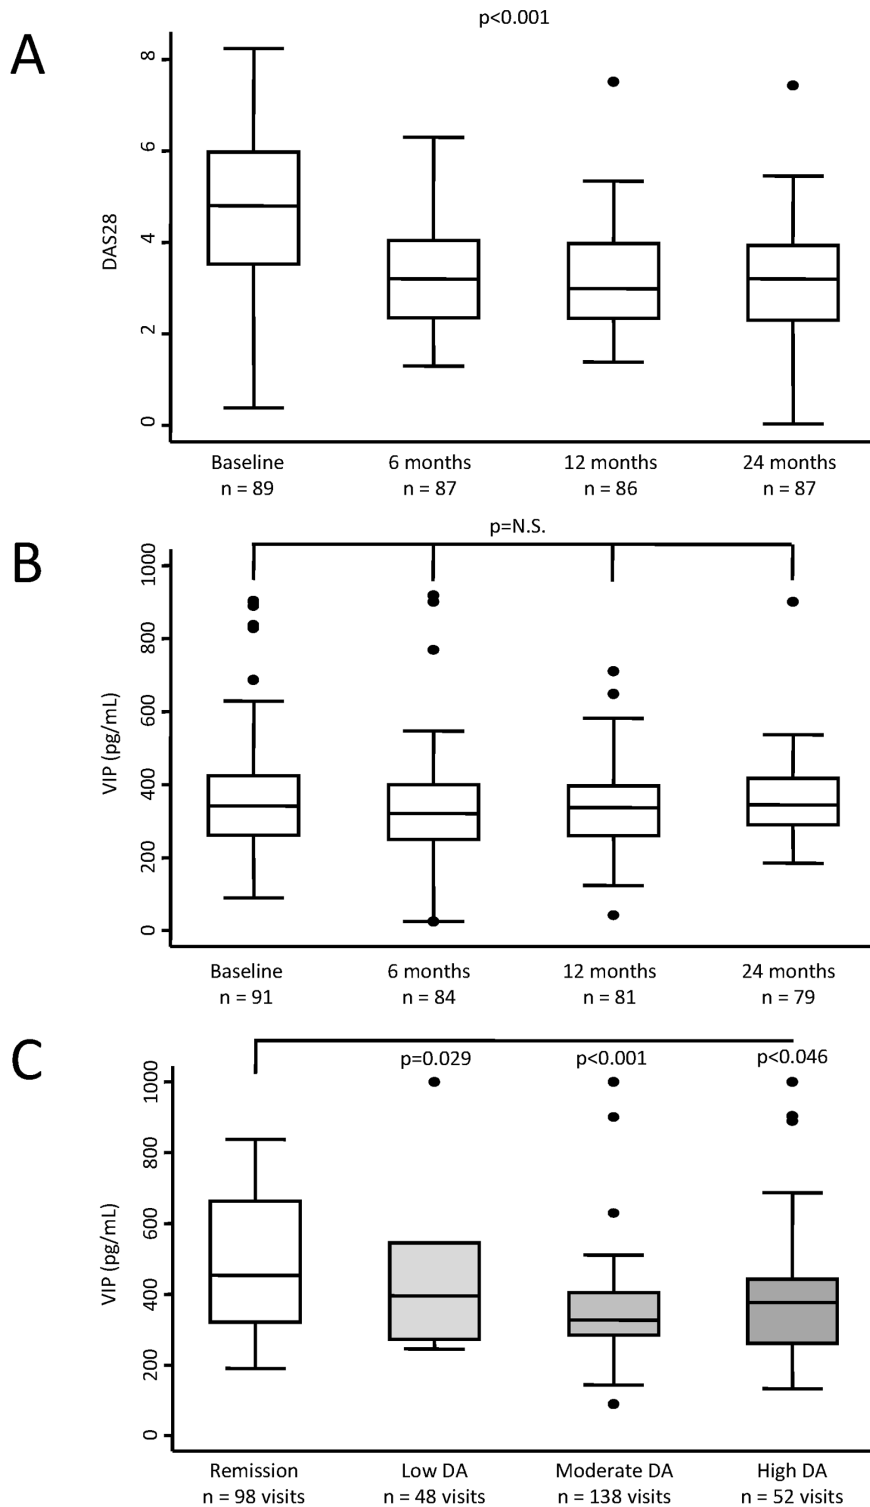 A
p<0.001
DAS28
8
6
4
2
0
Baseline
n = 89
6 months
n = 87
12 months
n = 86
24 months
n = 87
B
p=N.S.
VIP (pg/mL)
1000
800
600
400
200
0
Baseline
n = 91
6 months
n = 84
12 months
n = 81
24 months
n = 79
C
p=0.029
p<0.001
p<0.046
VIP (pg/mL)
1000
800
600
400
200
0
Remission
n = 98 visits
Low DA
n = 48 visits
Moderate DA
n = 138 visits
High DA
n = 52 visits